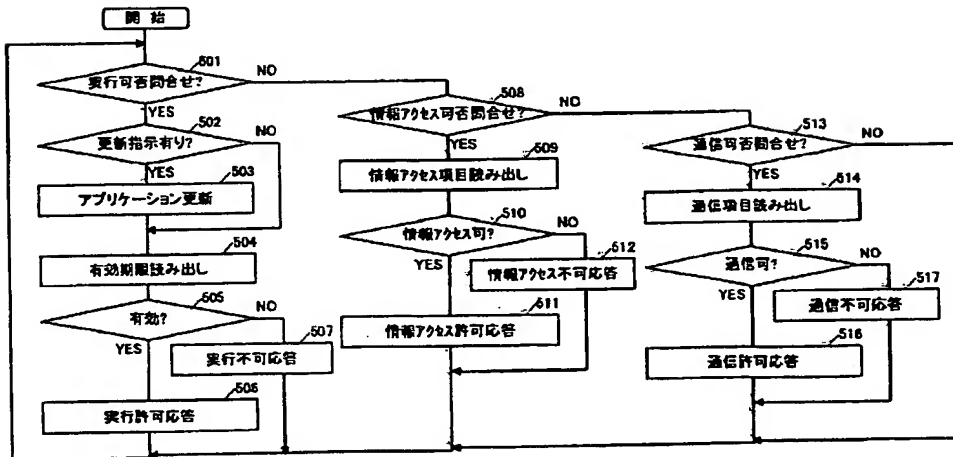 開始
501
実行可否問合せ?
NO
YES
502
更新指示有り?
NO
YES
503
アプリケーション更新
504
有効期限読み出し
505
有効?
NO
YES
507
実行不可応答
506
実行許可応答
508
情報アクセス可否問合せ?
NO
YES
509
情報アクセス項目読み出し
510
情報アクセス可?
NO
YES
512
情報アクセス不可応答
511
情報アクセス許可応答
513
通信可否問合せ?
NO
YES
514
通信項目読み出し
515
通信可?
NO
YES
517
通信不可応答
516
通信許可応答